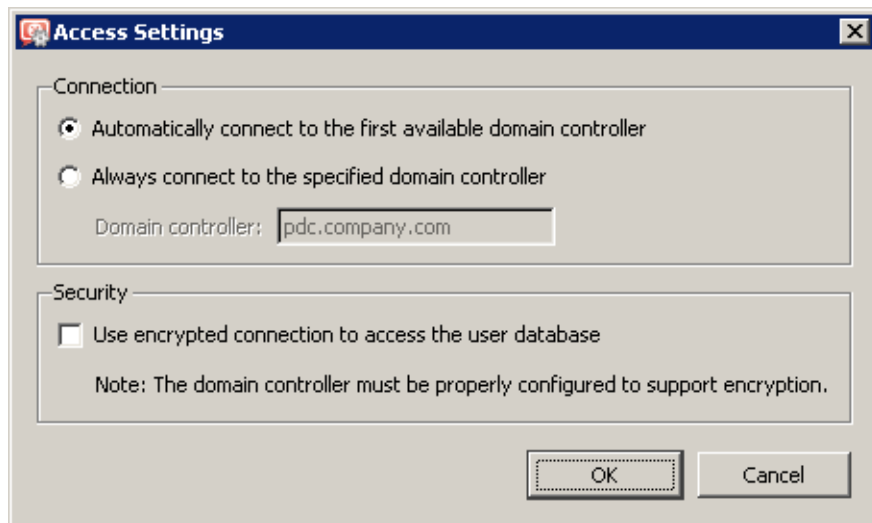 Access Settings
Connection
Automatically connect to the first available domain controller
Always connect to the specified domain controller
Domain controller: pdc.company.com
Security
Use encrypted connection to access the user database
Note: The domain controller must be properly configured to support encryption.
OK Cancel